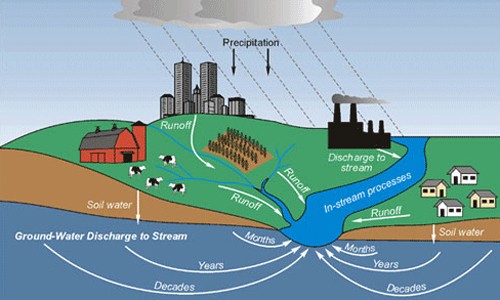 Precipitation
Runoff
Discharge to
stream
Runoff
In-stream processes
Soil water
Runoff
Runoff
Soil water
Ground-Water Discharge to Stream
Months
Months
Years
Years
Decades
Decades